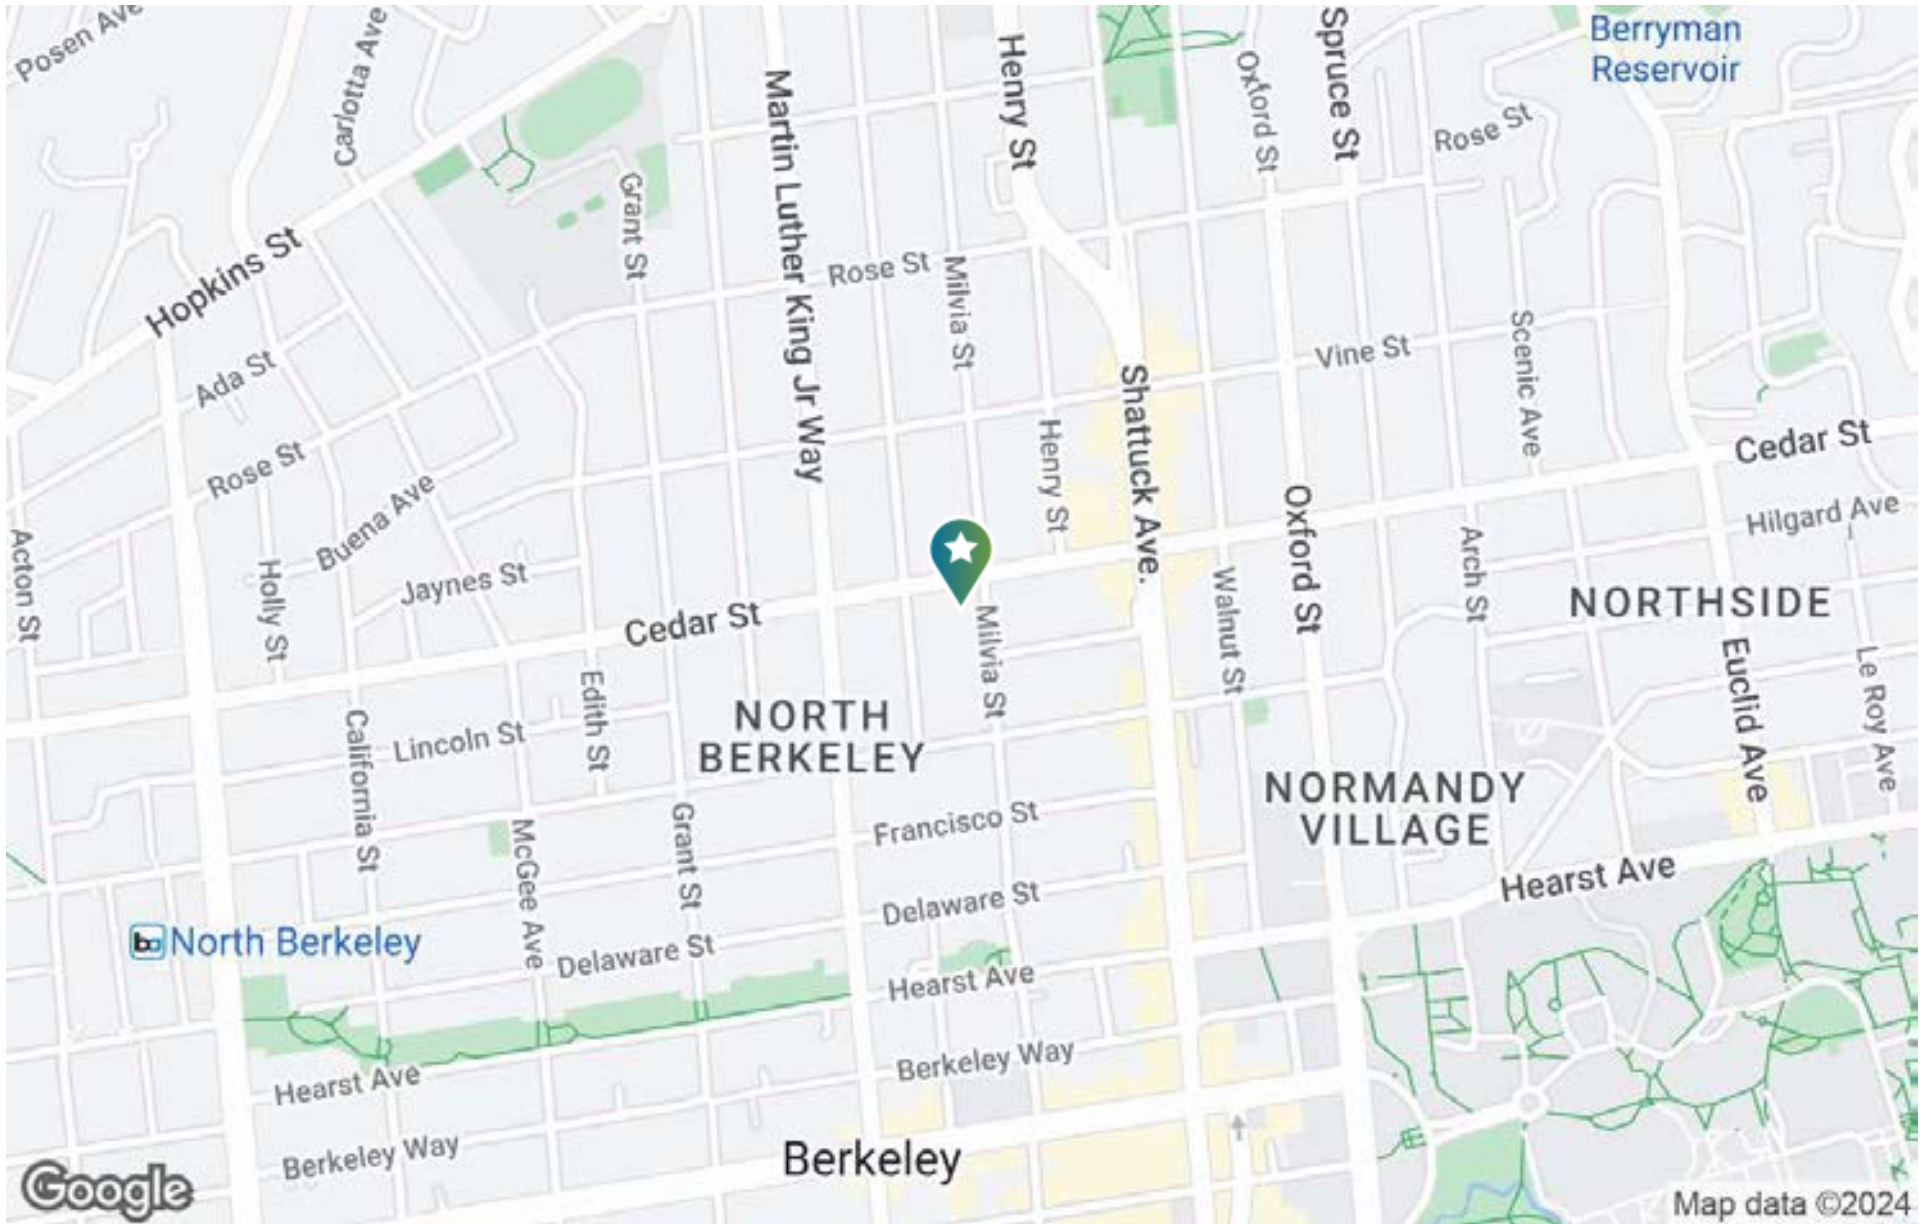 Posen Ave
Carlotta Ave
Henry St
Oxford St
Spruce St
Berryman
Reservoir
Martin Luther King Jr Way
Rose St
Grant St
Hopkins St
Rose St
Milvia St
Vine St
Scenic Ave
Ada St
Shattuck Ave.
Rose St
Buena Ave
Henry St
Cedar St
Oxford St
Hilgard Ave
Acton St
Holly St
Jaynes St
Arch St
Walnut St
NORTHSIDE
Cedar St
Milvia St
Euclid Ave
Le Roy Ave
Edith St
NORTH
BERKELEY
California St
Lincoln St
NORMANDY
VILLAGE
Grant St
Francisco St
McGee Ave
Hearst Ave
Delaware St
North Berkeley
Delaware St
Hearst Ave
Berkeley Way
Hearst Ave
Berkeley Way
Berkeley
Google
Map data ©2024